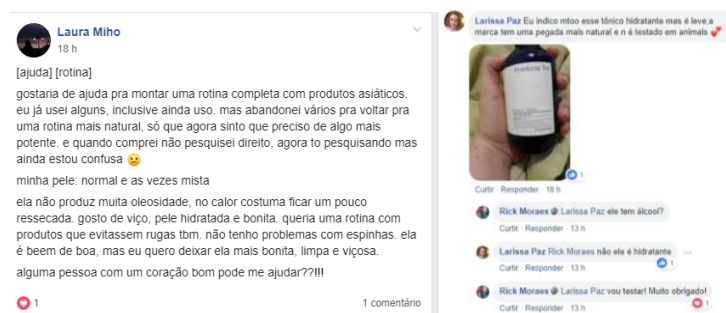 Laura Miho
18 h
[ajuda] [rotina]
gostaria de ajuda pra montar uma rotina completa com produtos asiáticos.
eu já usei alguns, inclusive ainda uso. mas abandonei vários pra voltar pra
uma rotina mais natural, só que agora sinto que preciso de algo mais
potente. e quando comprei não pesquisei direito, agora to pesquisando mas
ainda estou confusa 😕
minha pele: normal e as vezes mista
ela não produz muita oleosidade, no calor costuma ficar um pouco
ressecada. gosto de viço, pele hidratada e bonita. queria uma rotina com
produtos que evitassem rugas tbm. não tenho problemas com espinhas. ela
é beem de boa, mas eu quero deixar ela mais bonita, limpa e viçosa.
alguma pessoa com um coração bom pode me ajudar??!!!
1
1 comentário
Larissa Paz Eu indico mtoo esse tônico hidratante mas é leve,a
marca tem uma pegada mais natural e n é testado em animais 💕
Pyunkang Yul
1
Curtir · Responder · 18 h
Rick Moraes Larissa Paz ele tem álcool?
Curtir · Responder · 13 h
Larissa Paz Rick Moraes não ele é hidratante
1
Curtir · Responder · 13 h
Rick Moraes Larissa Paz vou testar! Muito obrigado!
1
Curtir · Responder · 13 h